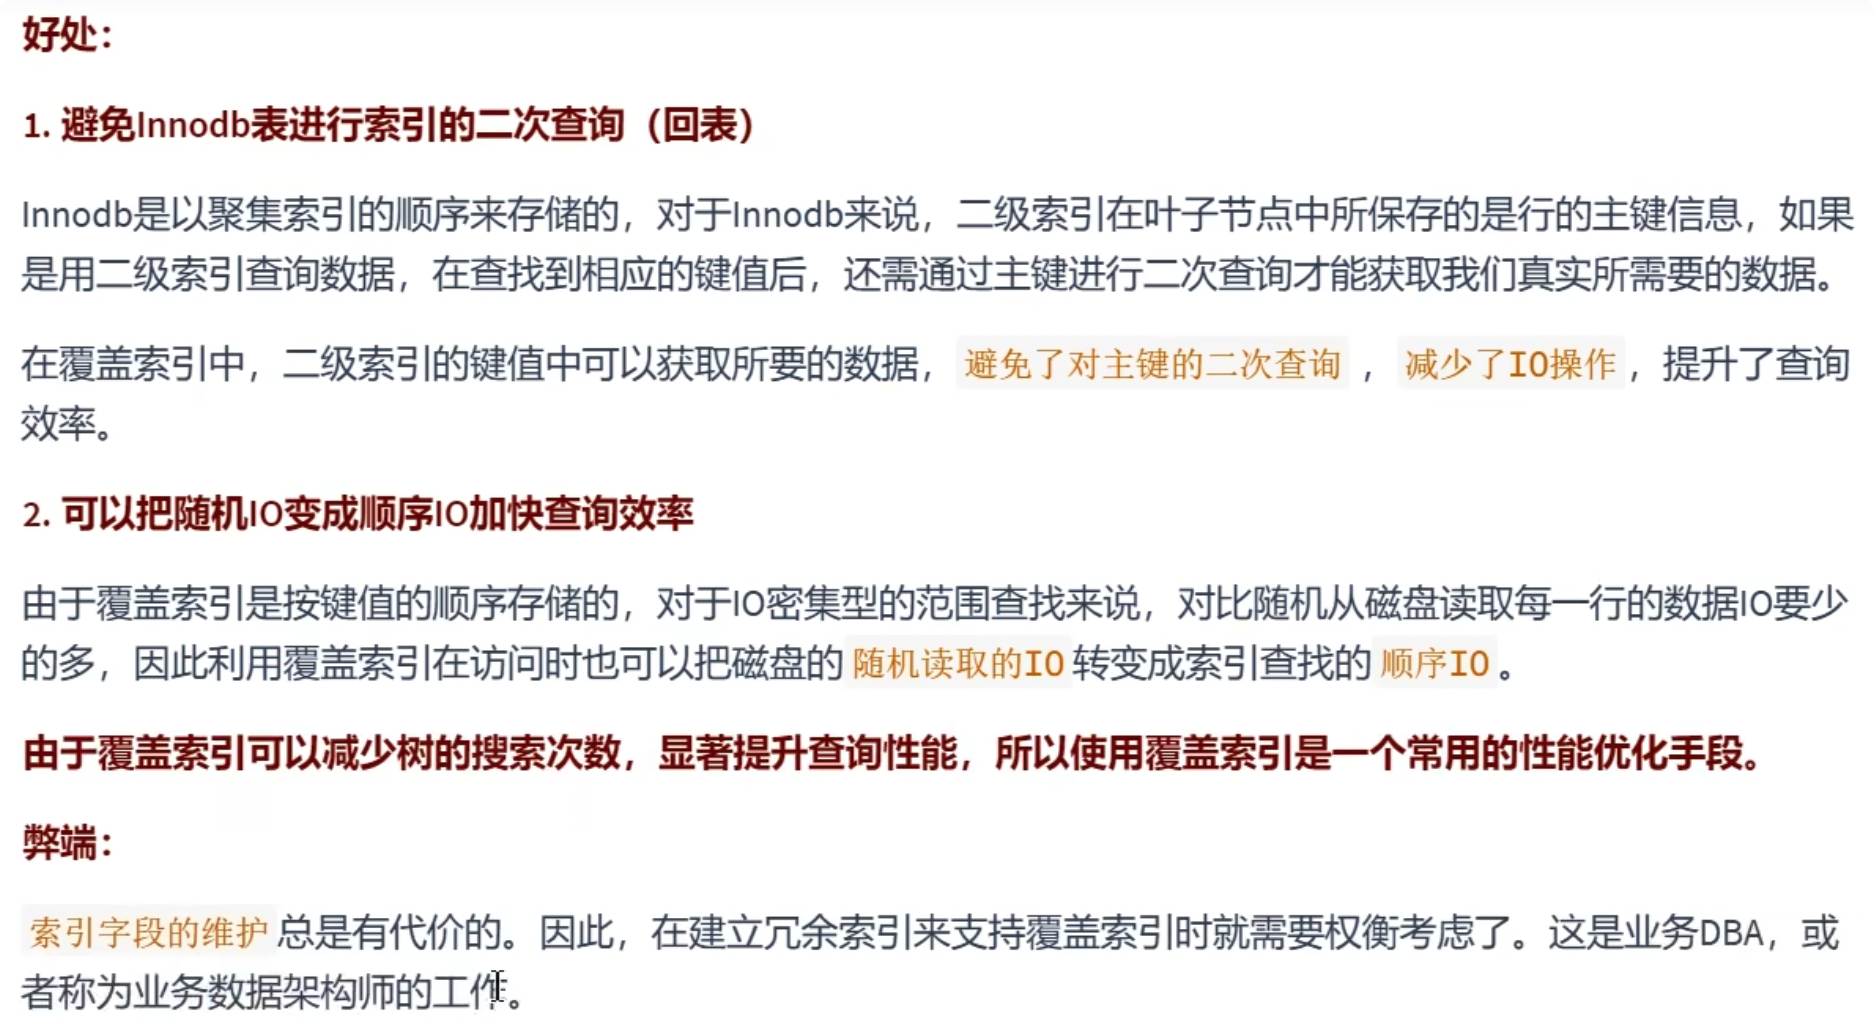 好处：
1. 避免Innodb表进行索引的二次查询（回表）
Innodb是以聚集索引的顺序来存储的，对于Innodb来说，二级索引在叶子节点中所保存的是行的主键信息，如果
是用二级索引查询数据，在查找到相应的键值后，还需通过主键进行二次查询才能获取我们真实所需要的数据。
在覆盖索引中，二级索引的键值中可以获取所要的数据，避免了对主键的二次查询，减少了IO操作，提升了查询
效率。
2. 可以把随机IO变成顺序IO加快查询效率
由于覆盖索引是按键值的顺序存储的，对于IO密集型的范围查找来说，对比随机从磁盘读取每一行的数据IO要少
的多，因此利用覆盖索引在访问时也可以把磁盘的随机读取的IO转变成索引查找的顺序IO。
由于覆盖索引可以减少树的搜索次数，显著提升查询性能，所以使用覆盖索引是一个常用的性能优化手段。
弊端：
索引字段的维护总是有代价的。因此，在建立冗余索引来支持覆盖索引时就需要权衡考虑了。这是业务DBA，或
者称为业务数据架构师的工作。